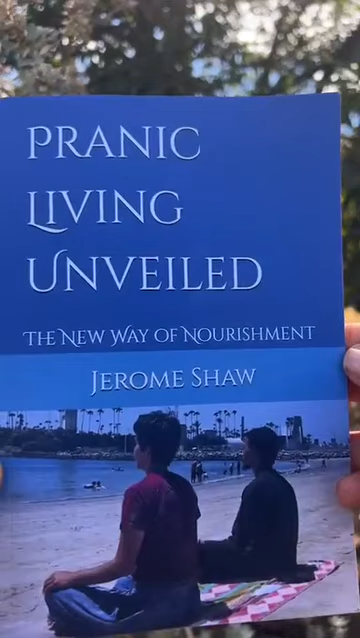 PRANIC
LIVING
UNVEILED
THE NEW WAY OF NOURISHMENT
JEROME SHAW